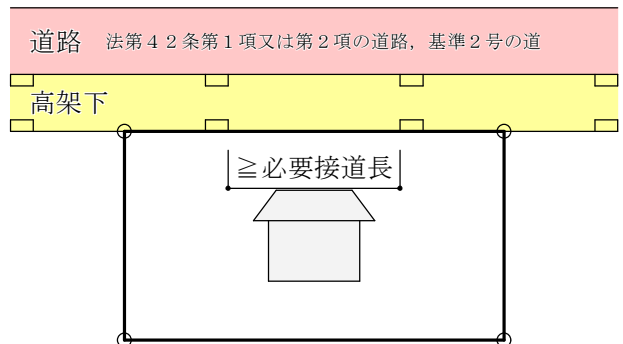 道路　法第４２条第１項又は第２項の道路，基準２号の道
高架下
≧必要接道長